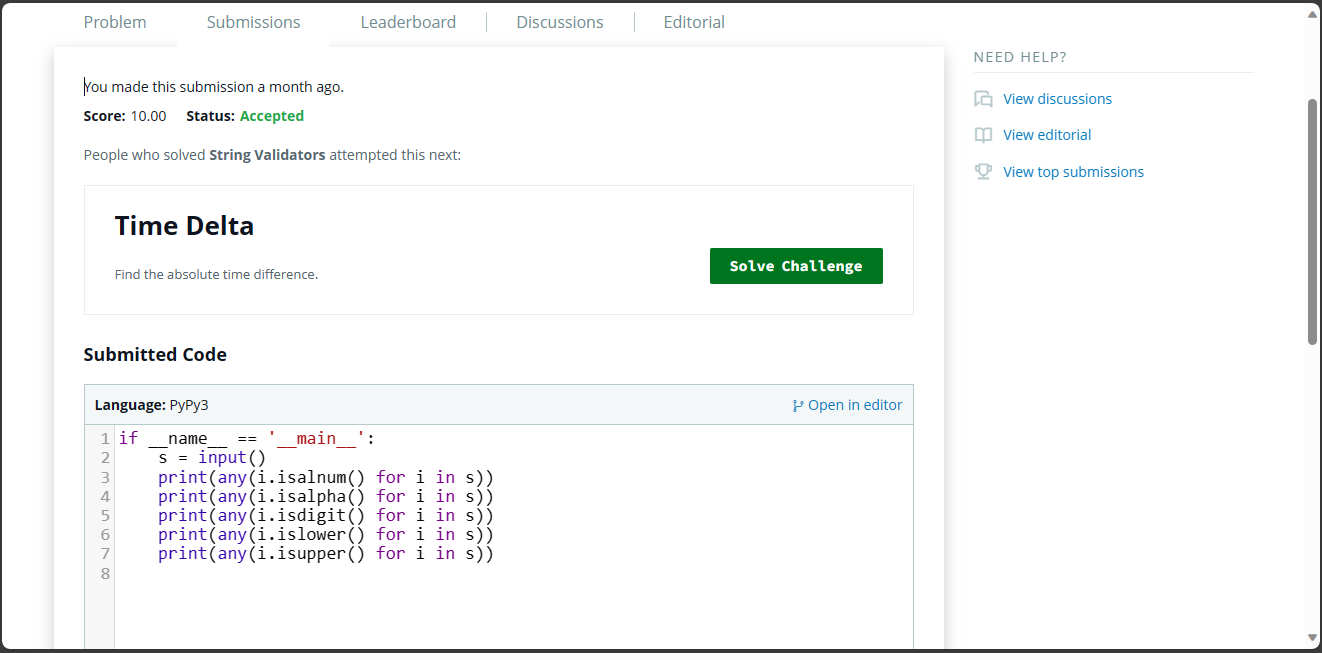 Problem Submissions Leaderboard Discussions Editorial
You made this submission a month ago.
Score: 10.00 Status: Accepted
People who solved String Validators attempted this next:
Time Delta
Find the absolute time difference.
Solve Challenge
Submitted Code
Language: PyPy3 Open in editor
1 if __name__ == '__main__':
2     s = input()
3     print(any(i.isalnum() for i in s))
4     print(any(i.isalpha() for i in s))
5     print(any(i.isdigit() for i in s))
6     print(any(i.islower() for i in s))
7     print(any(i.isupper() for i in s))
8
NEED HELP?
View discussions
View editorial
View top submissions